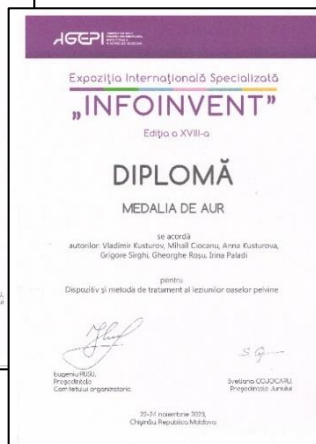 AGEPI
Expoziția Internațională Specializată
„INFOINVENT”
Ediția a XVIII-a
DIPLOMĂ
MEDALIA DE AUR
se acordă
autorilor: Vladimir Kusturov, Mihail Ciocanu, Anna Kusturova,
Grigore Sîrghi, Gheorghe Roșu, Irina Paladi
pentru
Dispozitiv și metodă de tratament al leziunilor oaselor pelvine
Eugeniu RUSU,
Președintele
Comitetului organizatoric
Svetlana COJOCARU,
Președintele Juriului
22-24 noiembrie 2023,
Chișinău Republica Moldova